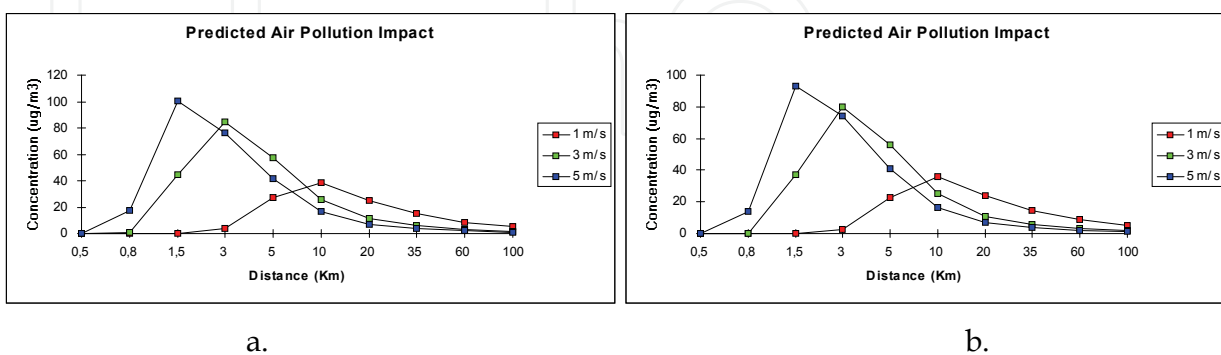 Predicted Air Pollution Impact
Concentration (ug/m3)
120
100
80
60
40
20
0
0,5 0,8 1,5 3 5 10 20 35 60 100
Distance (Km)
1 m/s
3 m/s
5 m/s
a.
Predicted Air Pollution Impact
Concentration (ug/m3)
100
80
60
40
20
0
0,5 0,8 1,5 3 5 10 20 35 60 100
Distance (Km)
1 m/s
3 m/s
5 m/s
b.